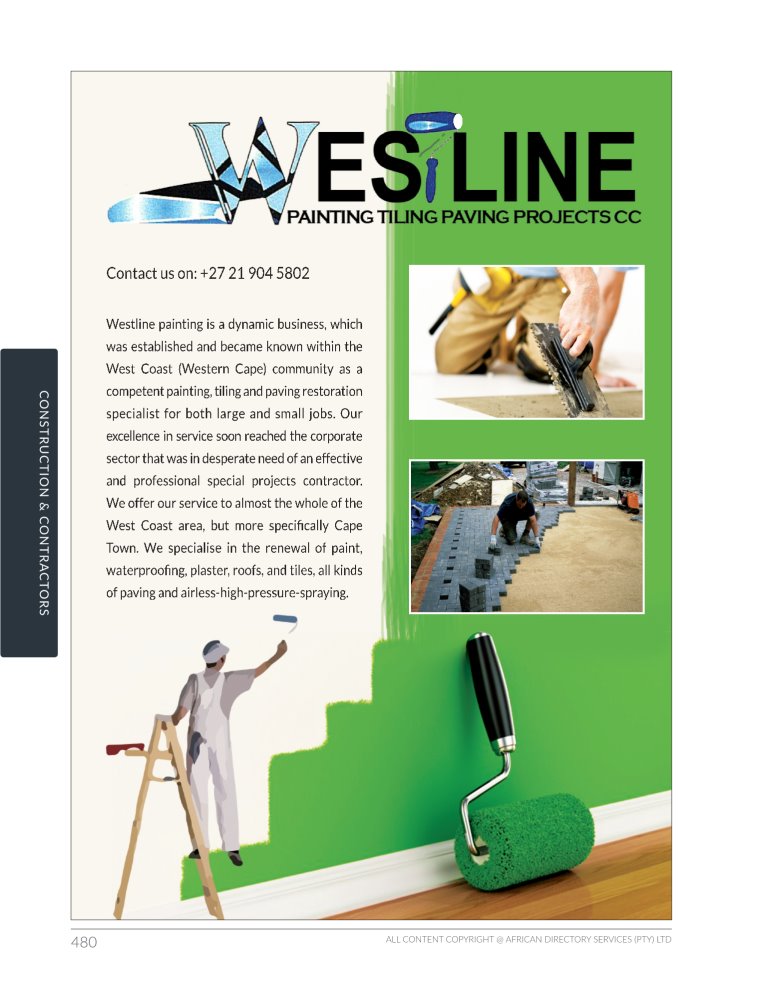 WESTLINE
PAINTING TILING PAVING PROJECTS CC
Contact us on: +27 21 904 5802
Westline painting is a dynamic business, which
was established and became known within the
West Coast (Western Cape) community as a
competent painting, tiling and paving restoration
specialist for both large and small jobs. Our
excellence in service soon reached the corporate
sector that was in desperate need of an effective
and professional special projects contractor.
We offer our service to almost the whole of the
West Coast area, but more specifically Cape
Town. We specialise in the renewal of paint,
waterproofing, plaster, roofs, and tiles, all kinds
of paving and airless-high-pressure-spraying.
CONSTRUCTION & CONTRACTORS
480
ALL CONTENT COPYRIGHT @ AFRICAN DIRECTORY SERVICES (PTY) LTD